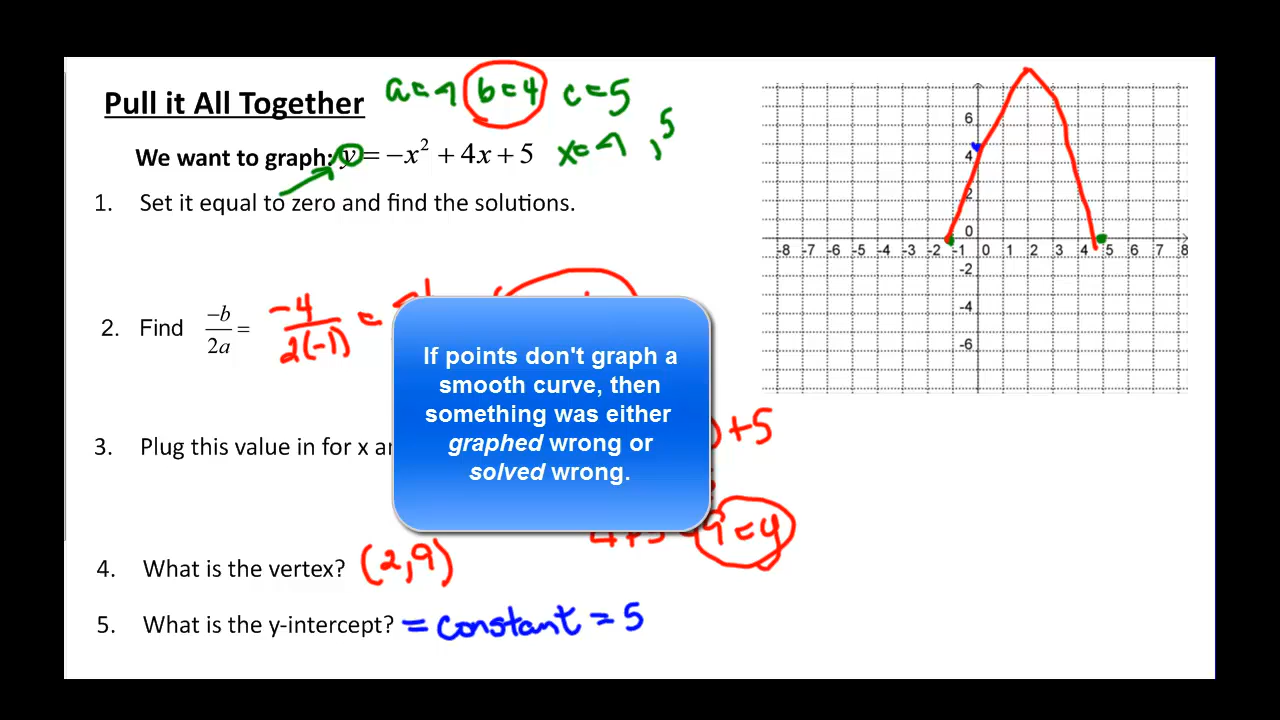 Pull it All Together a=-1 b=4 c=5
We want to graph: y = −x² + 4x + 5 x=-1, 5
1. Set it equal to zero and find the solutions.
2. Find −b/2a = -4/2(-1) =
3. Plug this value in for x
+5
9=y
4. What is the vertex? (2,9)
5. What is the y-intercept? = constant = 5
If points don't graph a
smooth curve, then
something was either
graphed wrong or
solved wrong.
6
4
2
0
-8 -7 -6 -5 -4 -3 -2 -1 0 1 2 3 4 5 6 7 8
-2
-4
-6